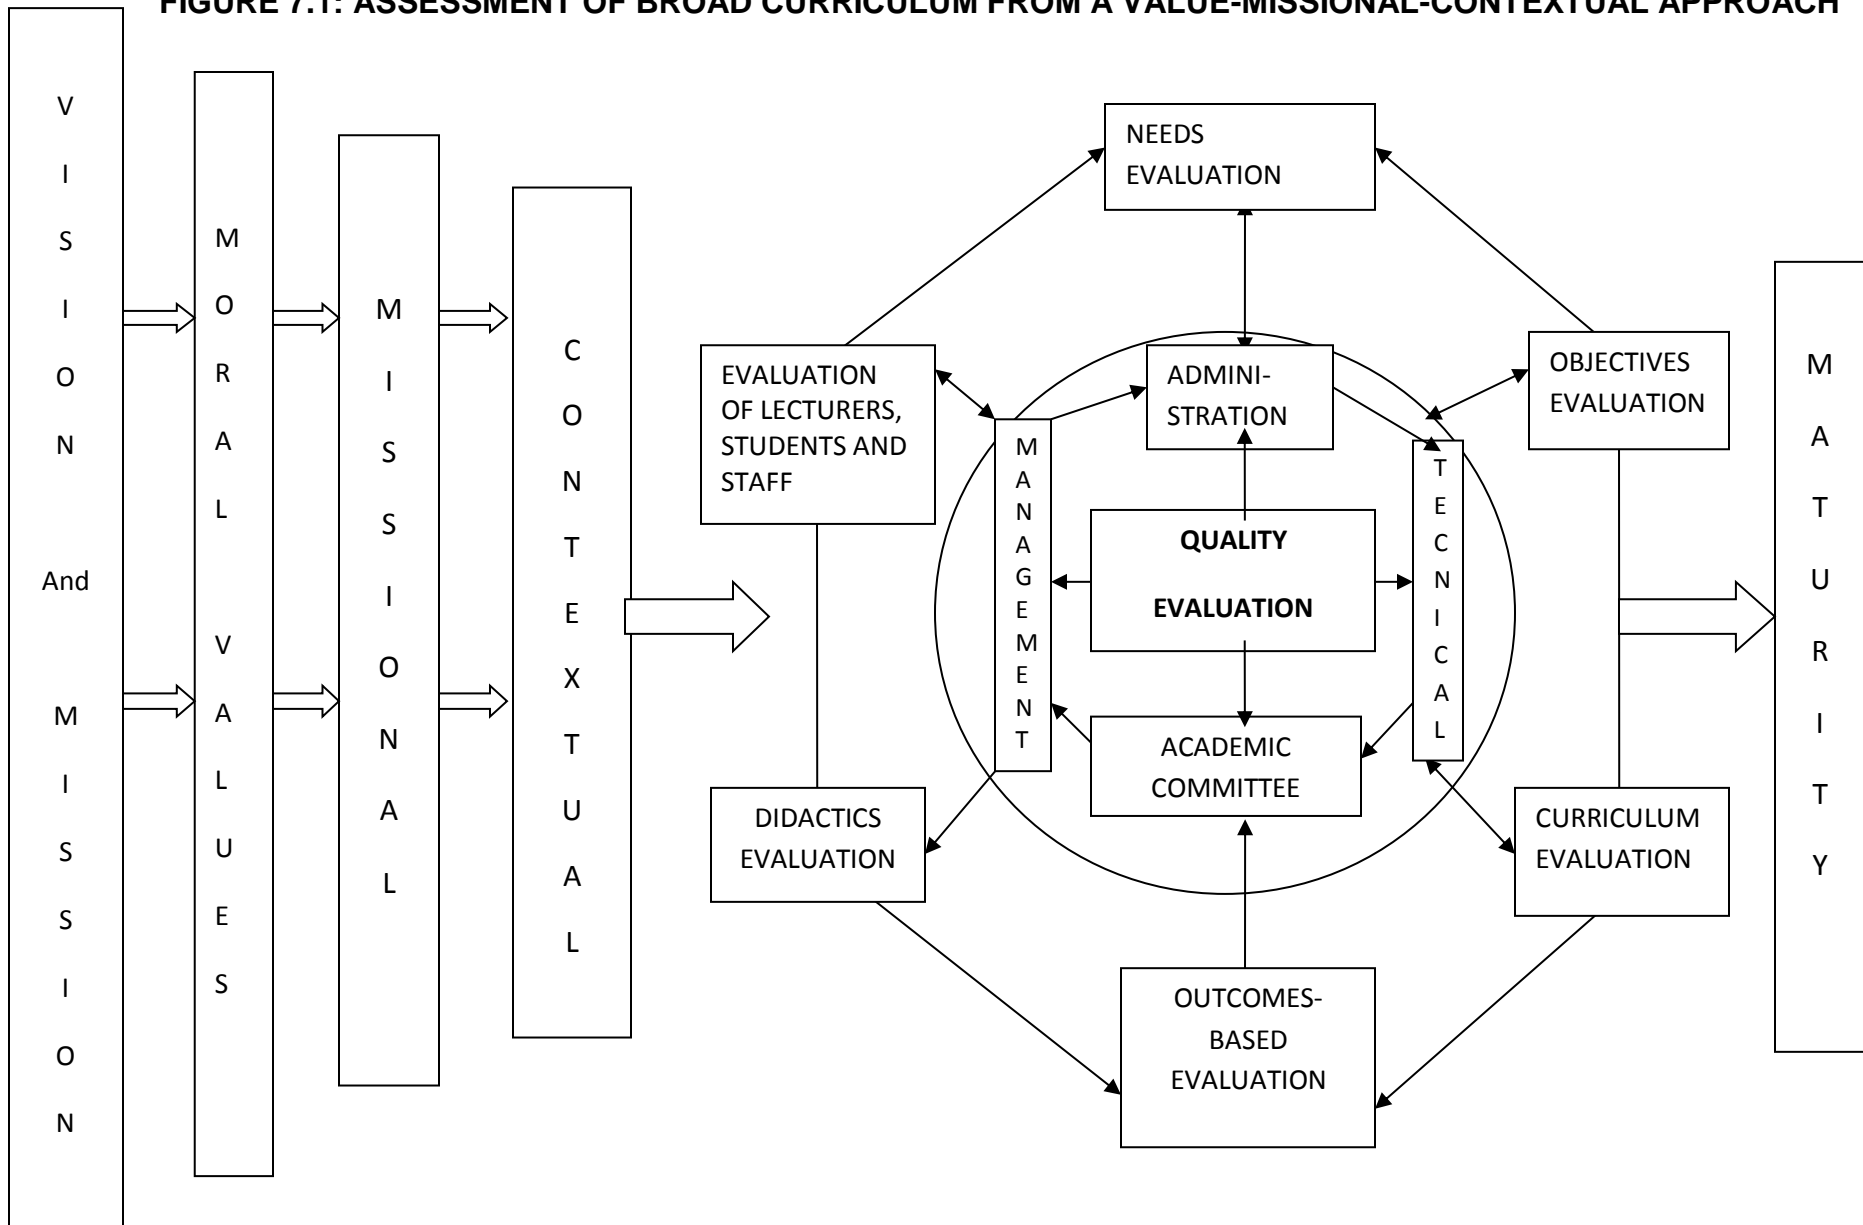 FIGURE 7.1: ASSESSMENT OF BROAD CURRICULUM FROM A VALUE-MISSIONAL-CONTEXTUAL APPROACH
VISION
And
MISSION
MORAL
VALUES
MISSIONAL
CONTEXTUAL
NEEDS
EVALUATION
EVALUATION
OF LECTURERS,
STUDENTS AND
STAFF
MANAGEMENT
ADMINI-
STRATION
QUALITY
EVALUATION
TECNICAL
OBJECTIVES
EVALUATION
ACADEMIC
COMMITTEE
DIDACTICS
EVALUATION
CURRICULUM
EVALUATION
OUTCOMES-
BASED
EVALUATION
MATURITY